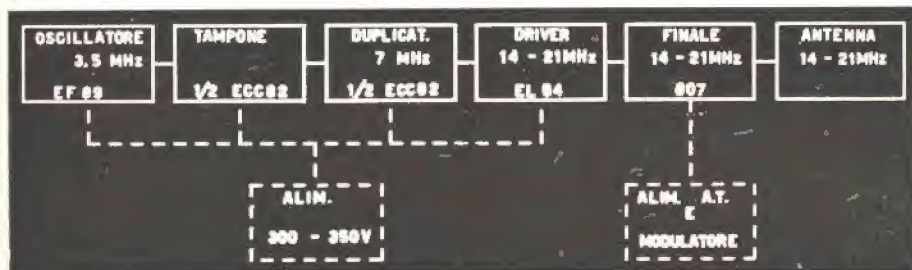 OSCILLATORE
3,5 MHz
EF 89
TAMPONE
1/2 ECC82
DUPLICAT.
7 MHz
1/2 ECC82
DRIVER
14 - 21MHz
EL 84
FINALE
14 - 21MHz
807
ANTENNA
14 - 21MHz
ALIM.
300 - 350V
ALIM. A.T.
E
MODULATORE